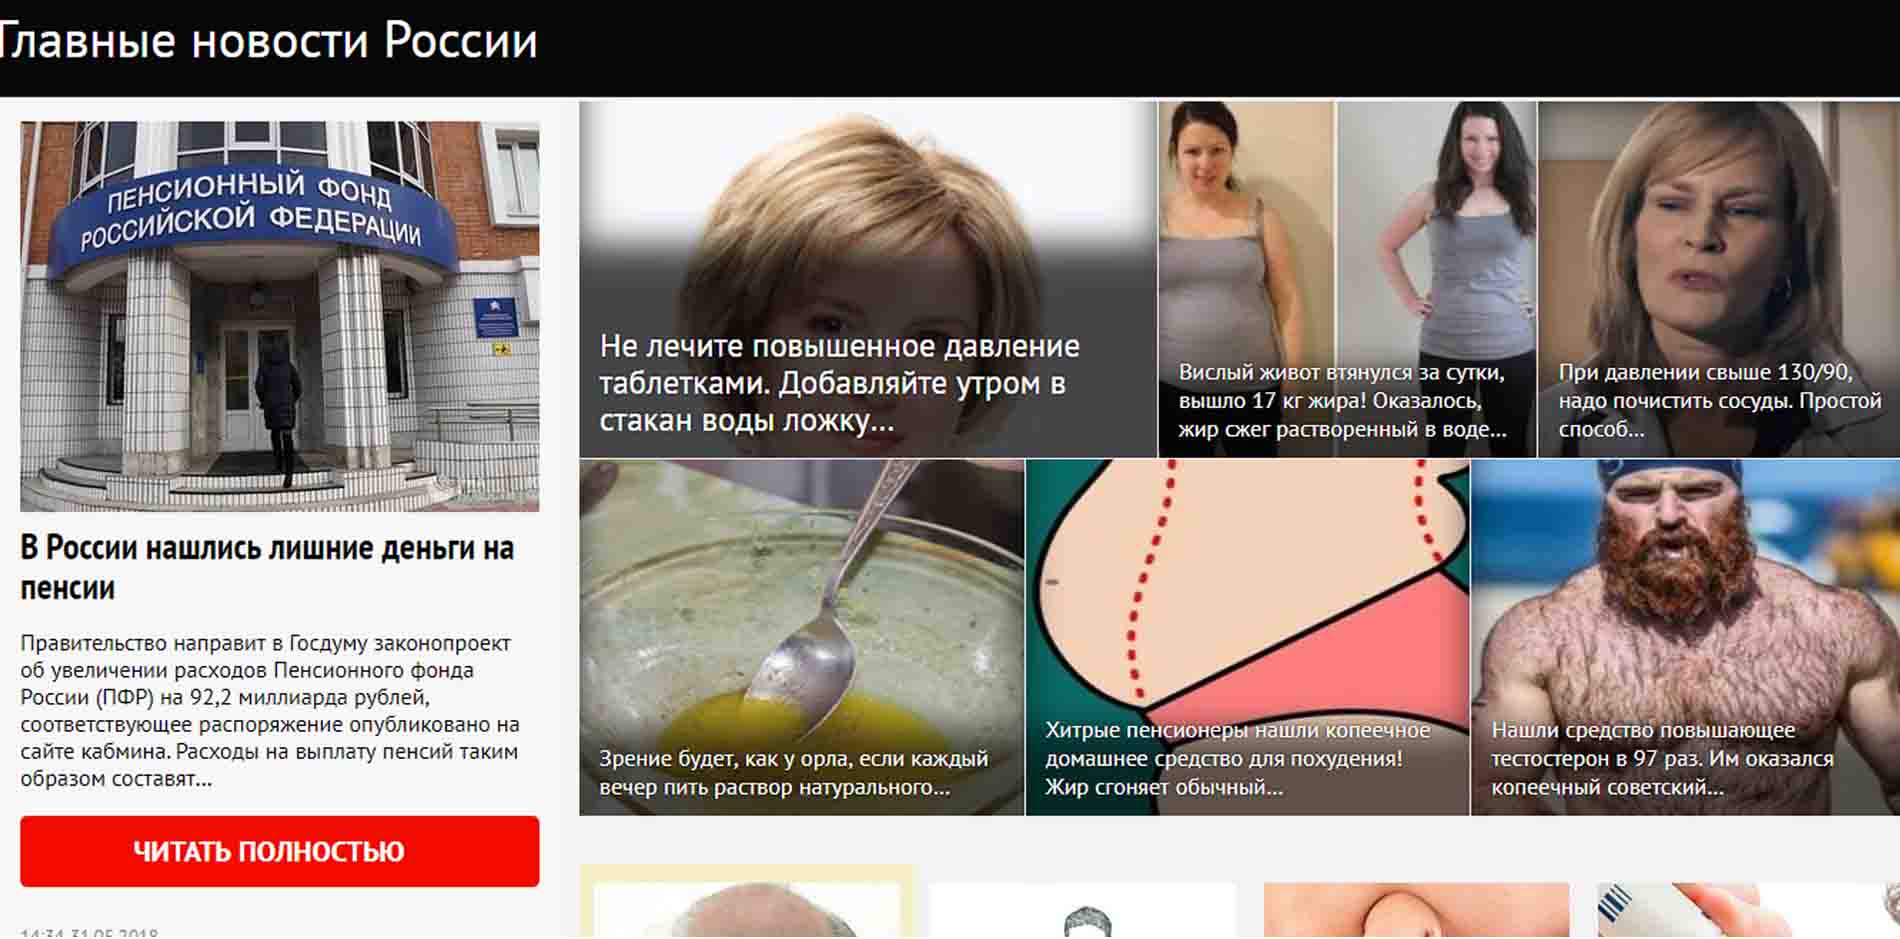 Главные новости России
ПЕНСИОННЫЙ ФОНД
РОССИЙСКОЙ ФЕДЕРАЦИИ
В России нашлись лишние деньги на
пенсии
Правительство направит в Госдуму законопроект
об увеличении расходов Пенсионного фонда
России (ПФР) на 92,2 миллиарда рублей,
соответствующее распоряжение опубликовано на
сайте кабмина. Расходы на выплату пенсий таким
образом составят...
ЧИТАТЬ ПОЛНОСТЬЮ
14:34 31.05.2018
Не лечите повышенное давление
таблетками. Добавляйте утром в
стакан воды ложку...
Вислый живот втянулся за сутки,
вышло 17 кг жира! Оказалось,
жир сжег растворенный в воде...
При давлении свыше 130/90,
надо почистить сосуды. Простой
способ...
Зрение будет, как у орла, если каждый
вечер пить раствор натурального...
Хитрые пенсионеры нашли копеечное
домашнее средство для похудения!
Жир сгоняет обычный...
Нашли средство повышающее
тестостерон в 97 раз. Им оказался
копеечный советский...